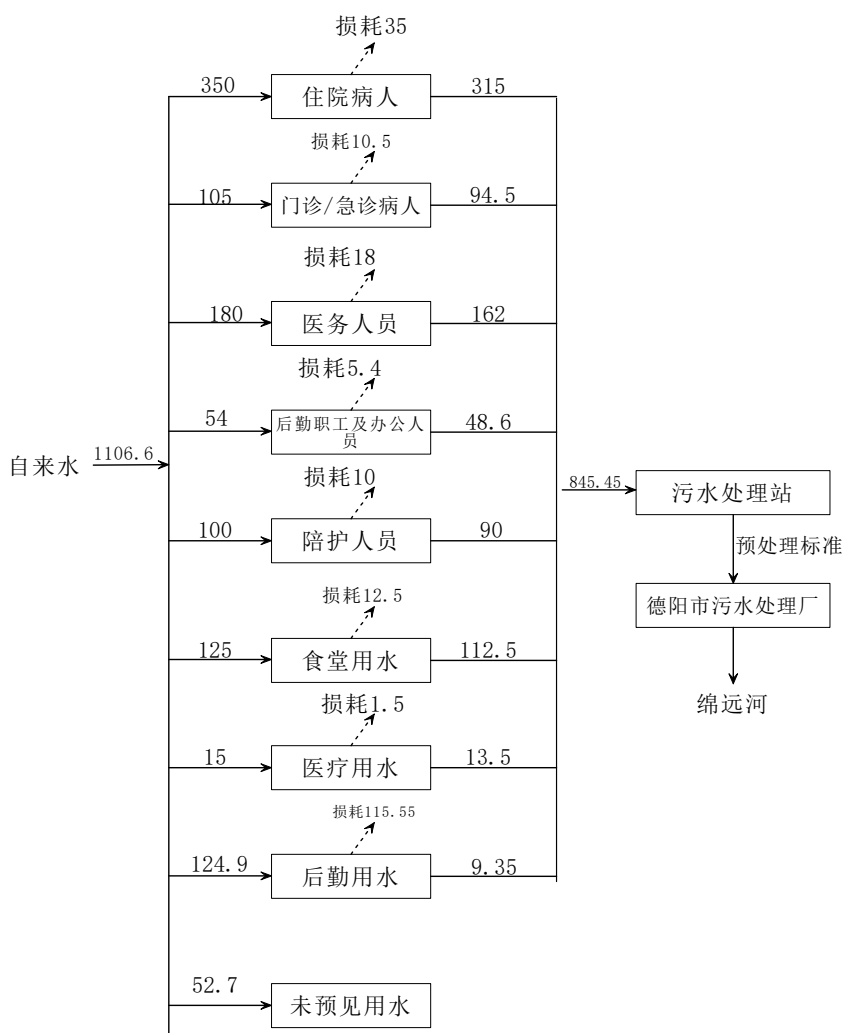 损耗35
350
住院病人
315
损耗10.5
105
门诊/急诊病人
94.5
损耗18
180
医务人员
162
损耗5.4
54
后勤职工及办公人
员
48.6
自来水
1106.6
损耗10
100
陪护人员
90
845.45
污水处理站
预处理标准
德阳市污水处理厂
绵远河
损耗12.5
125
食堂用水
112.5
损耗1.5
15
医疗用水
13.5
损耗115.55
124.9
后勤用水
9.35
52.7
未预见用水